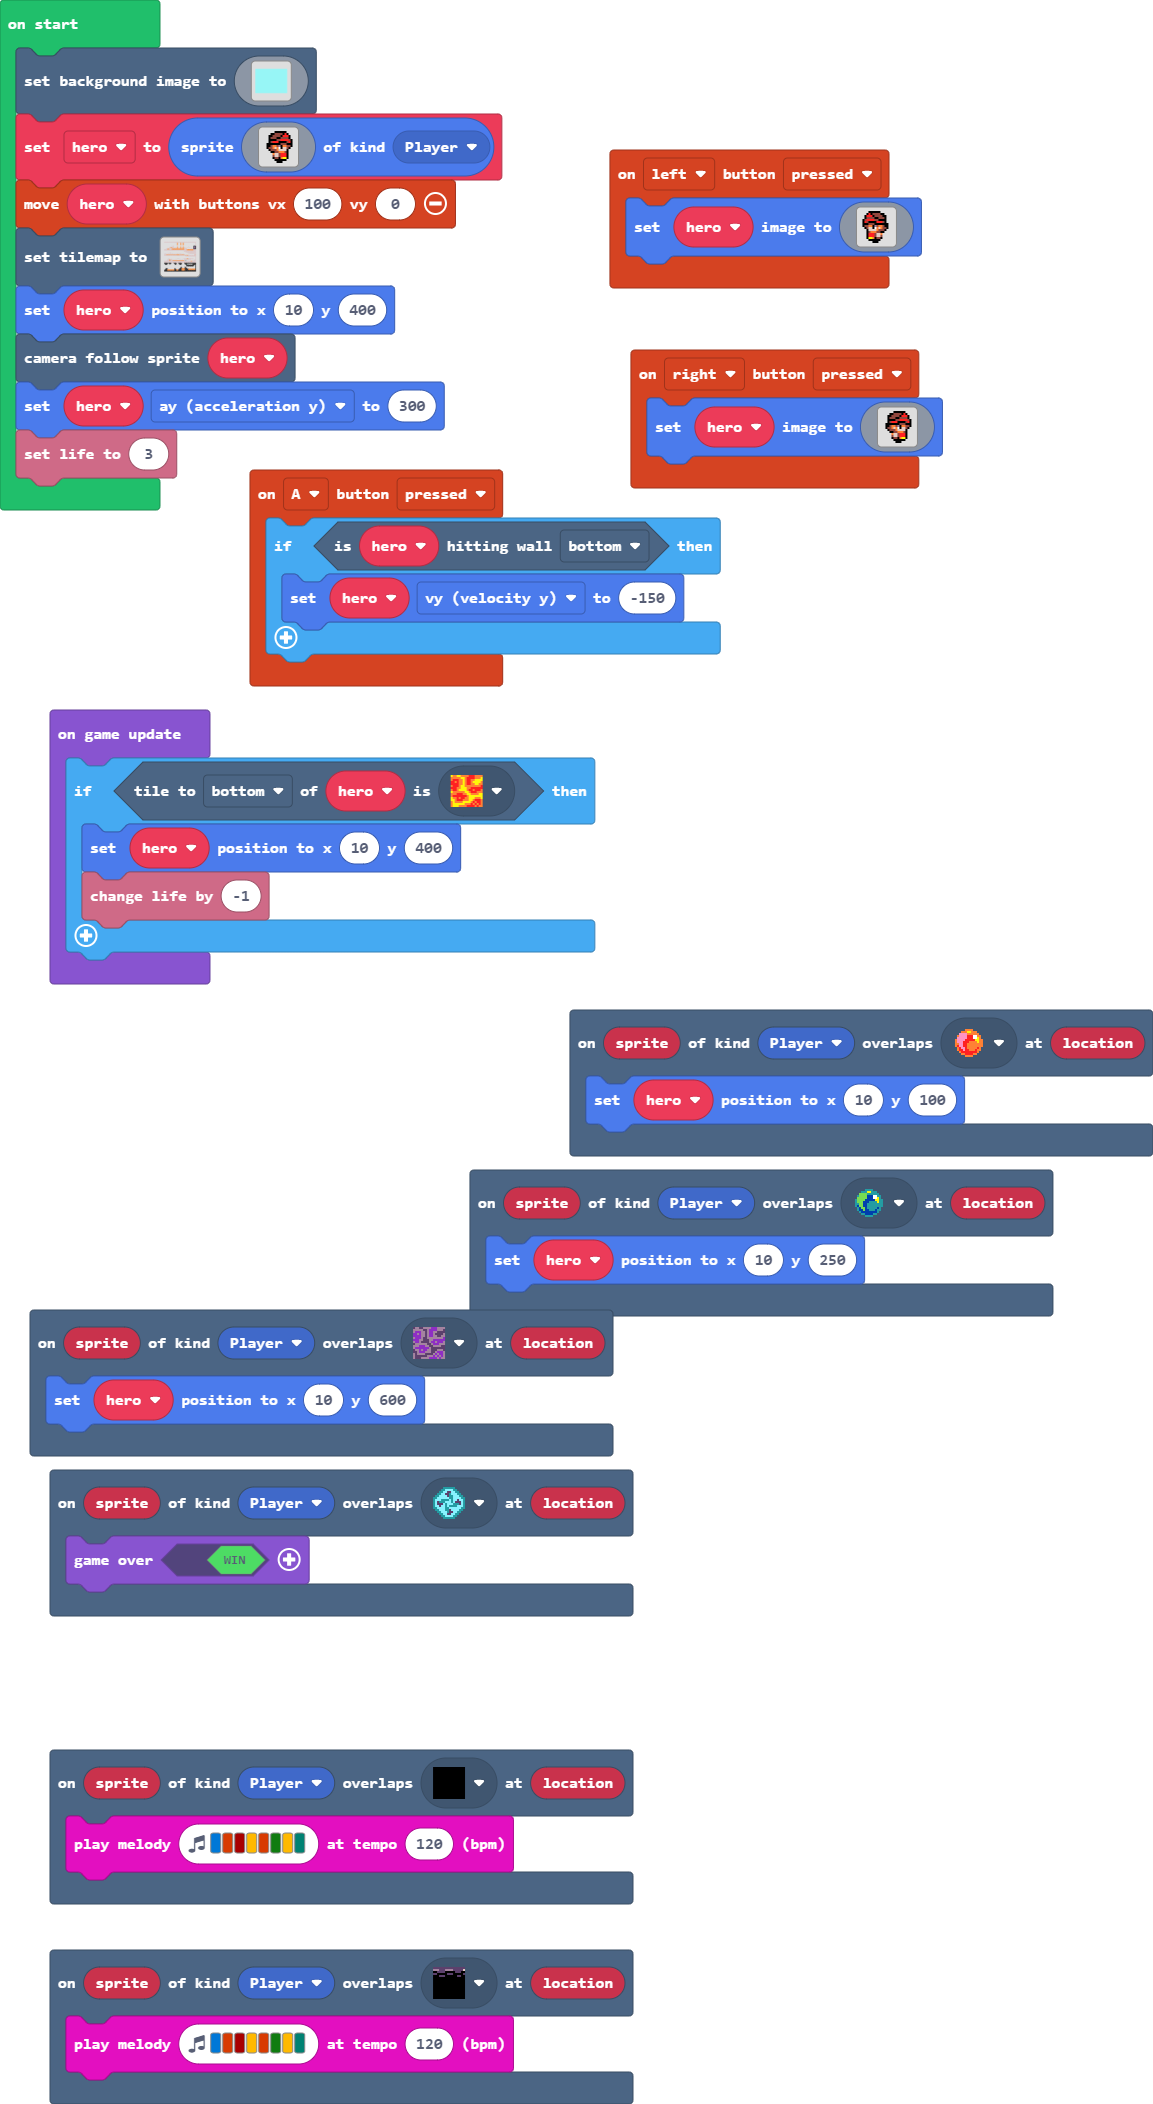 on start
set background image to
set hero to sprite of kind Player
move hero with buttons vx 100 vy 0
set tilemap to
set hero position to x 10 y 400
camera follow sprite hero
set hero ay (acceleration y) to 300
set life to 3
on left button pressed
set hero image to
on right button pressed
set hero image to
on A button pressed
if is hero hitting wall bottom then
set hero vy (velocity y) to -150
on game update
if tile to bottom of hero is then
set hero position to x 10 y 400
change life by -1
on sprite of kind Player overlaps at location
set hero position to x 10 y 100
on sprite of kind Player overlaps at location
set hero position to x 10 y 250
on sprite of kind Player overlaps at location
set hero position to x 10 y 600
on sprite of kind Player overlaps at location
game over WIN
on sprite of kind Player overlaps at location
play melody at tempo 120 (bpm)
on sprite of kind Player overlaps at location
play melody at tempo 120 (bpm)